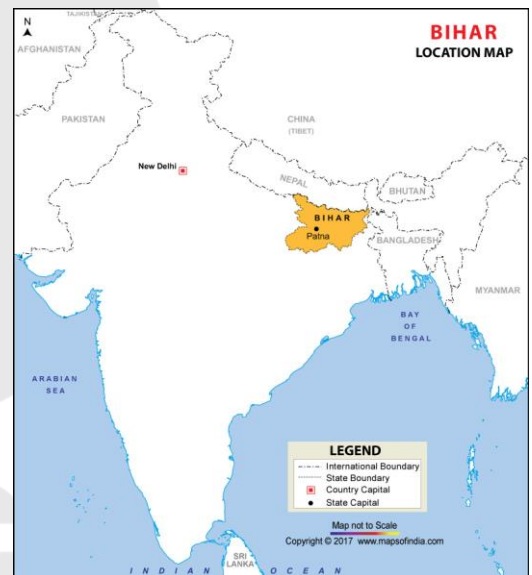 BIHAR
LOCATION MAP
N
TAJIKISTAN
AFGHANISTAN
PAKISTAN
CHINA
(TIBET)
New Delhi
NEPAL
BHUTAN
BIHAR
Patna
BANGLADESH
MYANMAR
BAY
OF
BENGAL
ARABIAN
SEA
LEGEND
International Boundary
State Boundary
Country Capital
State Capital
Map not to Scale
Copyright © 2017 www.mapsofindia.com
SRI
LANKA
INDIAN OCEAN